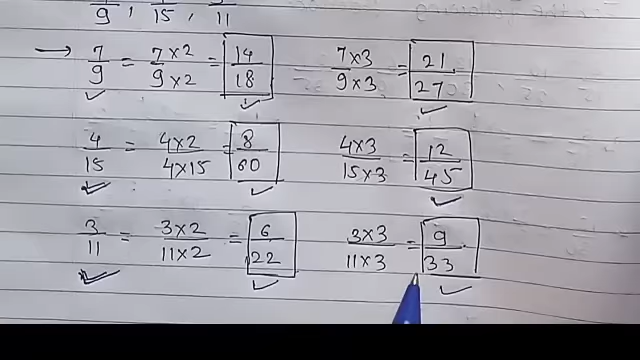 9 , 15 , 11
→ 7/9 = 7×2/9×2 = 14/18 7×3/9×3 = 21/27
4/15 = 4×2/4×15 = 8/60 4×3/15×3 = 12/45
3/11 = 3×2/11×2 = 6/22 3×3/11×3 = 9/33